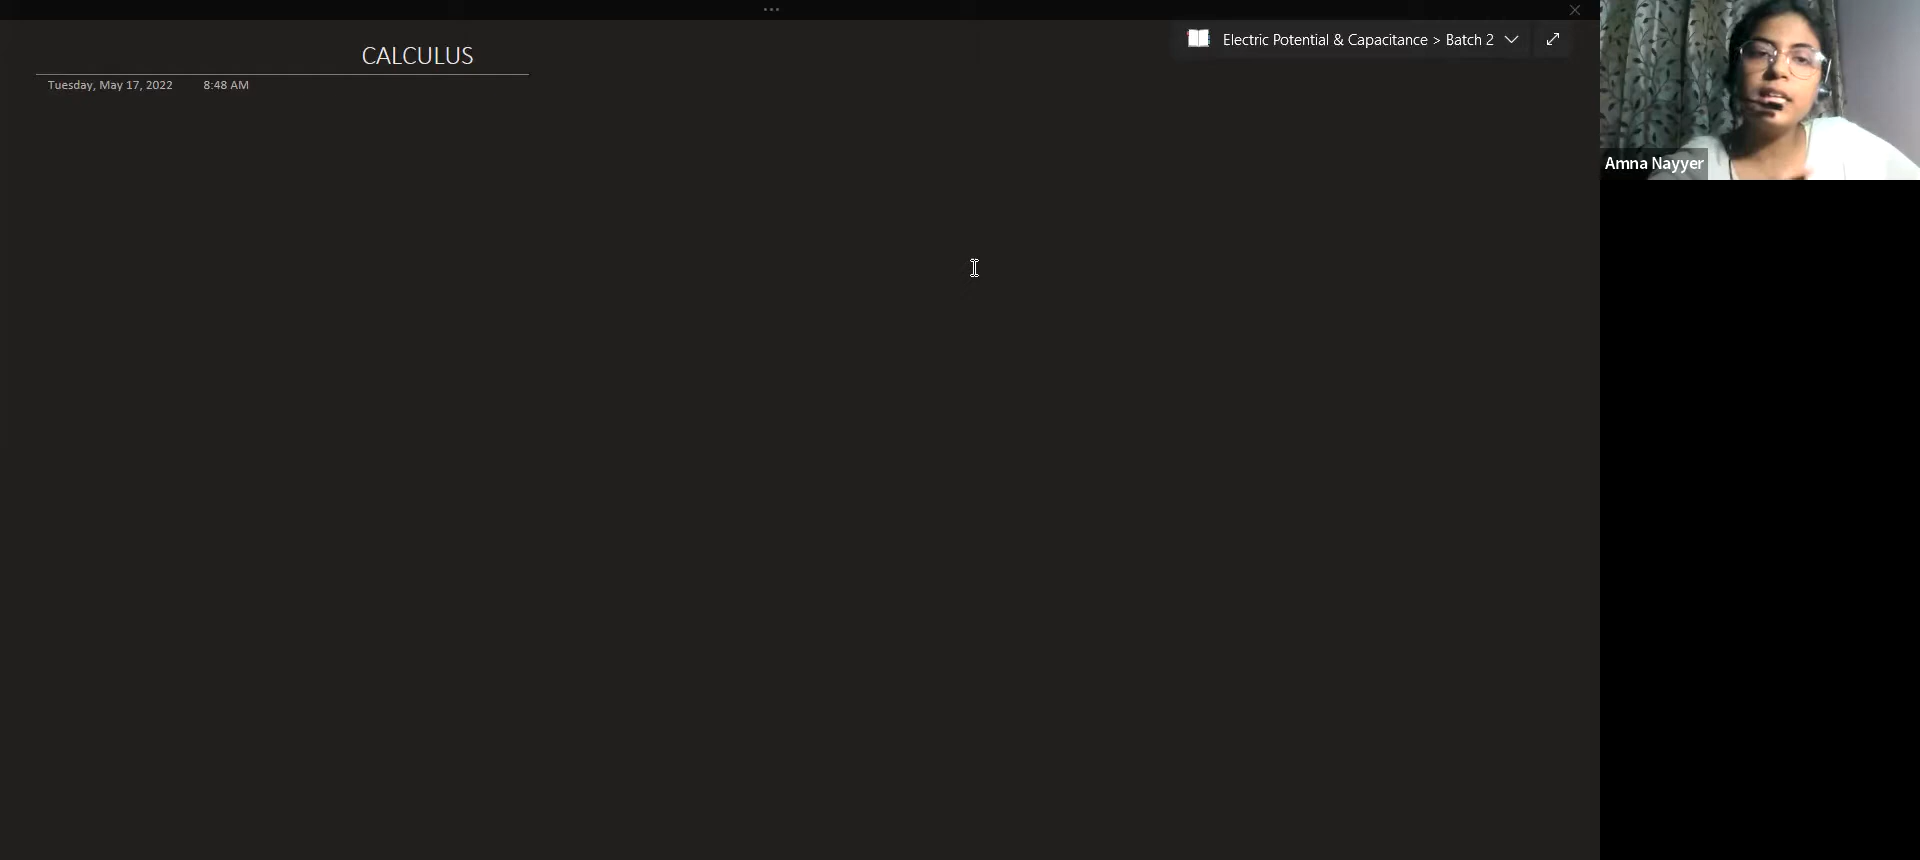 CALCULUS
Tuesday, May 17, 2022 8:48 AM
Electric Potential & Capacitance > Batch 2
Amna Nayyer